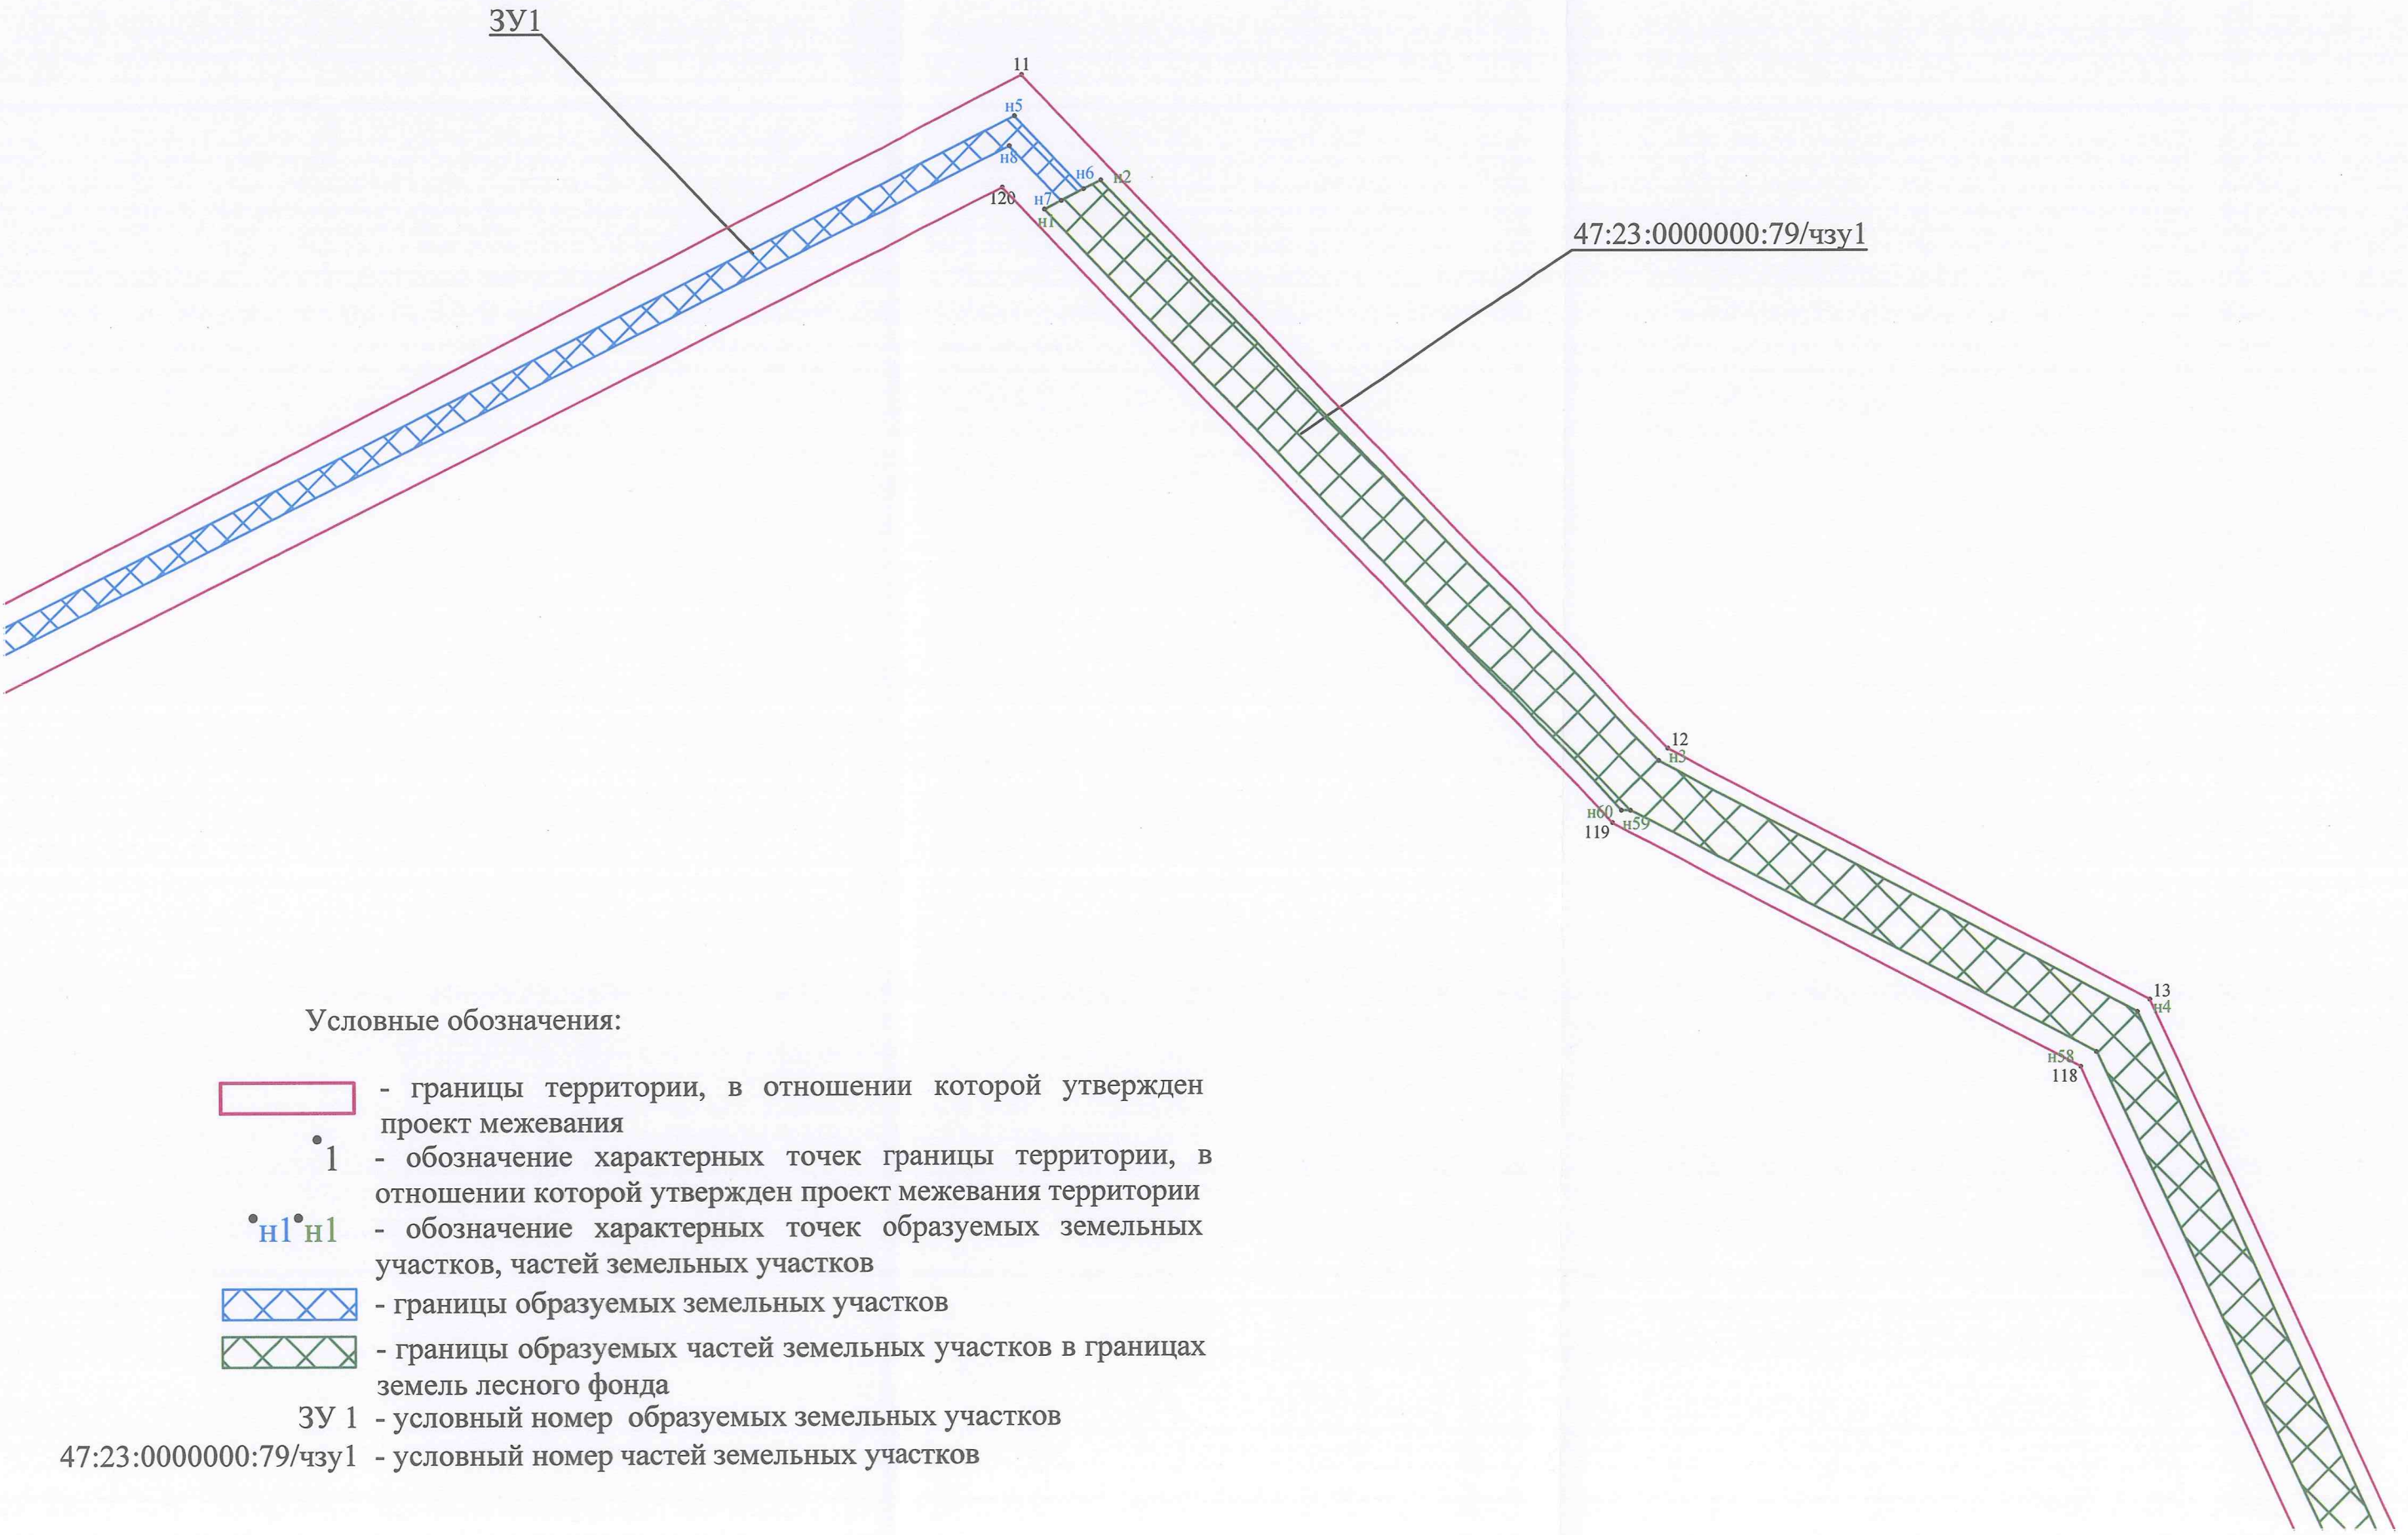 ЗУ1
11
н5
н8
н6
н2
120
н7
н1
47:23:0000000:79/чзу1
12
н3
н60
н59
119
13
н4
н58
118
Условные обозначения:
- границы территории, в отношении которой утвержден
проект межевания
1 - обозначение характерных точек границы территории, в
отношении которой утвержден проект межевания территории
н1 н1 - обозначение характерных точек образуемых земельных
участков, частей земельных участков
- границы образуемых земельных участков
- границы образуемых частей земельных участков в границах
земель лесного фонда
ЗУ 1 - условный номер образуемых земельных участков
47:23:0000000:79/чзу1 - условный номер частей земельных участков